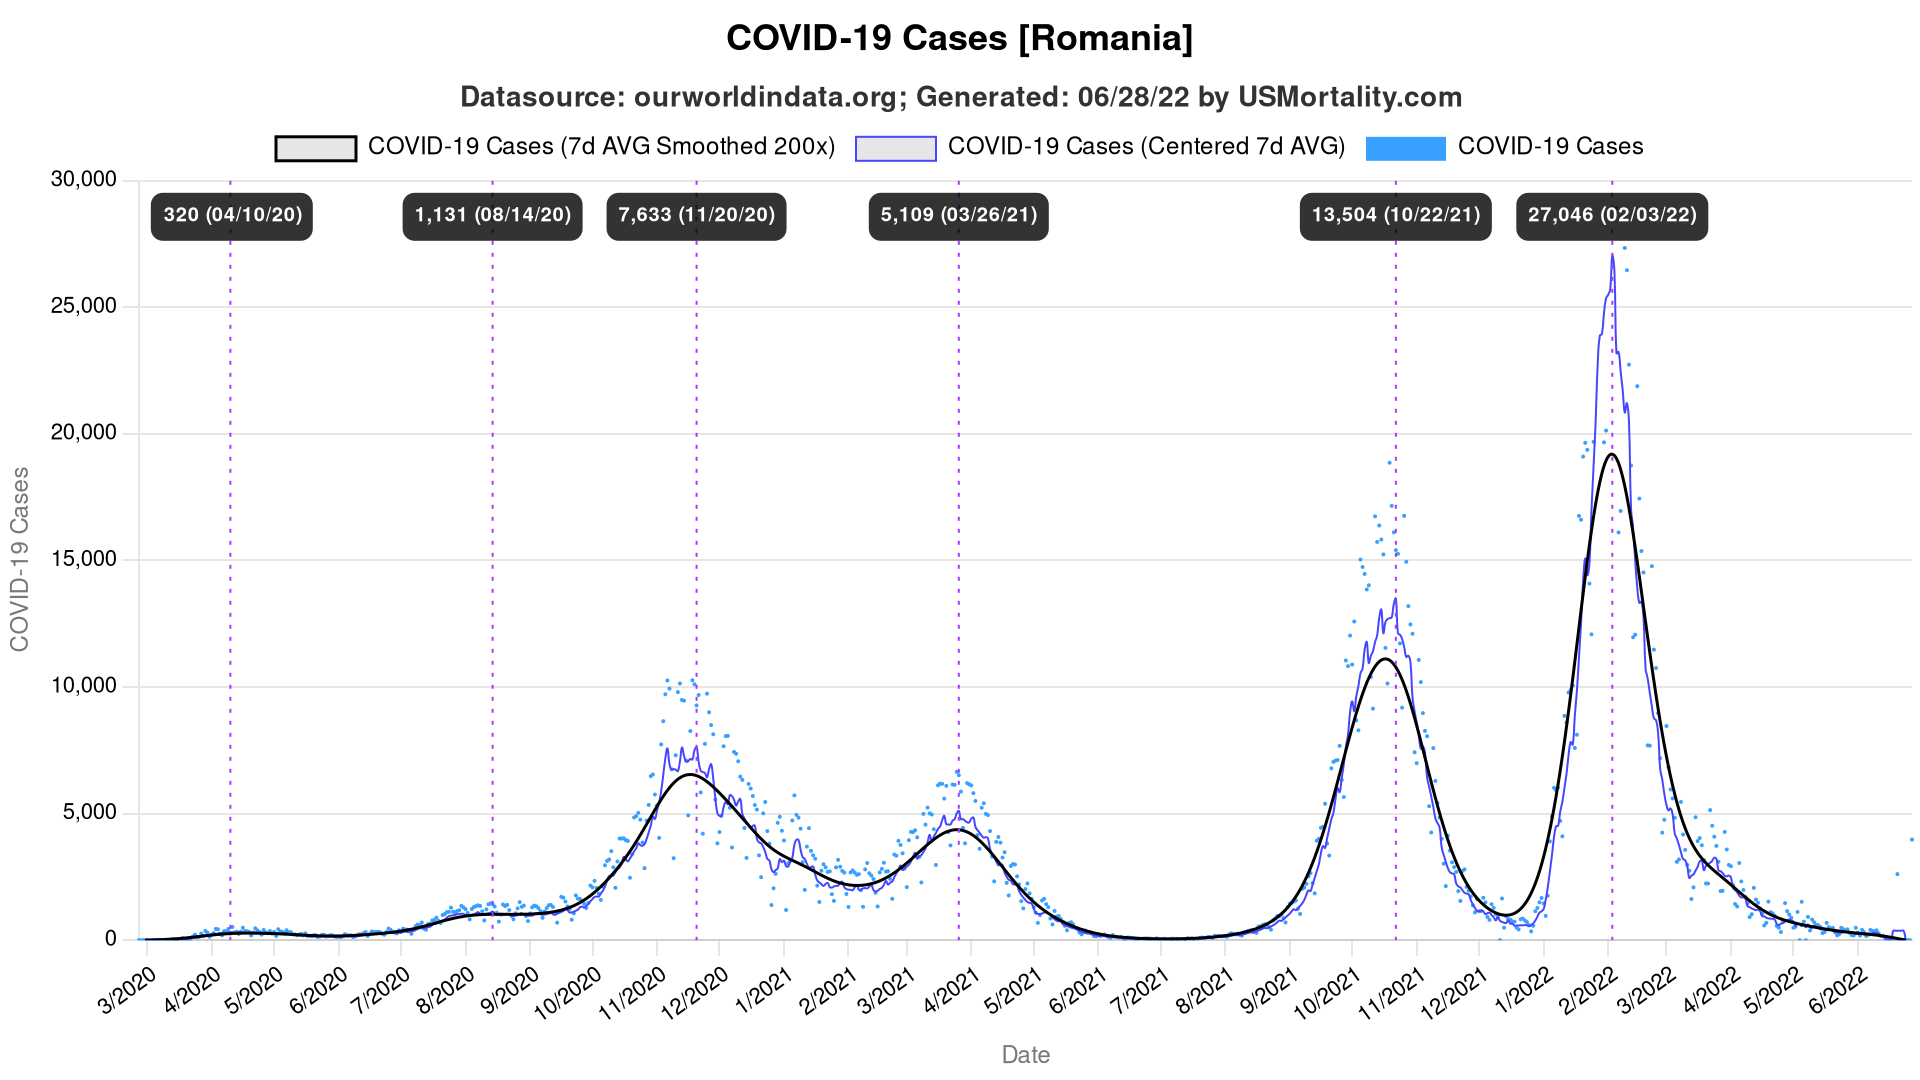 COVID-19 Cases [Romania]
Datasource: ourworldindata.org; Generated: 06/28/22 by USMortality.com
COVID-19 Cases (7d AVG Smoothed 200x) COVID-19 Cases (Centered 7d AVG) COVID-19 Cases
30,000
320 (04/10/20) 1,131 (08/14/20) 7,633 (11/20/20) 5,109 (03/26/21) 13,504 (10/22/21) 27,046 (02/03/22)
25,000
20,000
15,000
10,000
5,000
0
COVID-19 Cases
3/2020 4/2020 5/2020 6/2020 7/2020 8/2020 9/2020 10/2020 11/2020 12/2020 1/2021 2/2021 3/2021 4/2021 5/2021 6/2021 7/2021 8/2021 9/2021 10/2021 11/2021 12/2021 1/2022 2/2022 3/2022 4/2022 5/2022 6/2022
Date